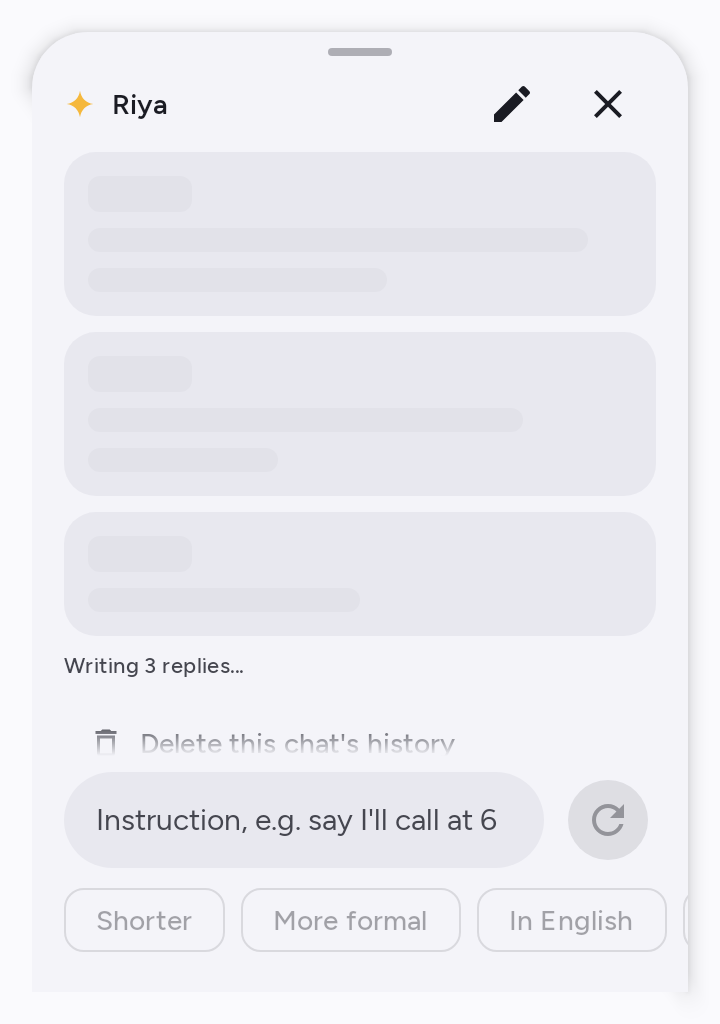 Riya
Writing 3 replies...
Delete this chat's history
Instruction, e.g. say I'll call at 6
Shorter
More formal
In English